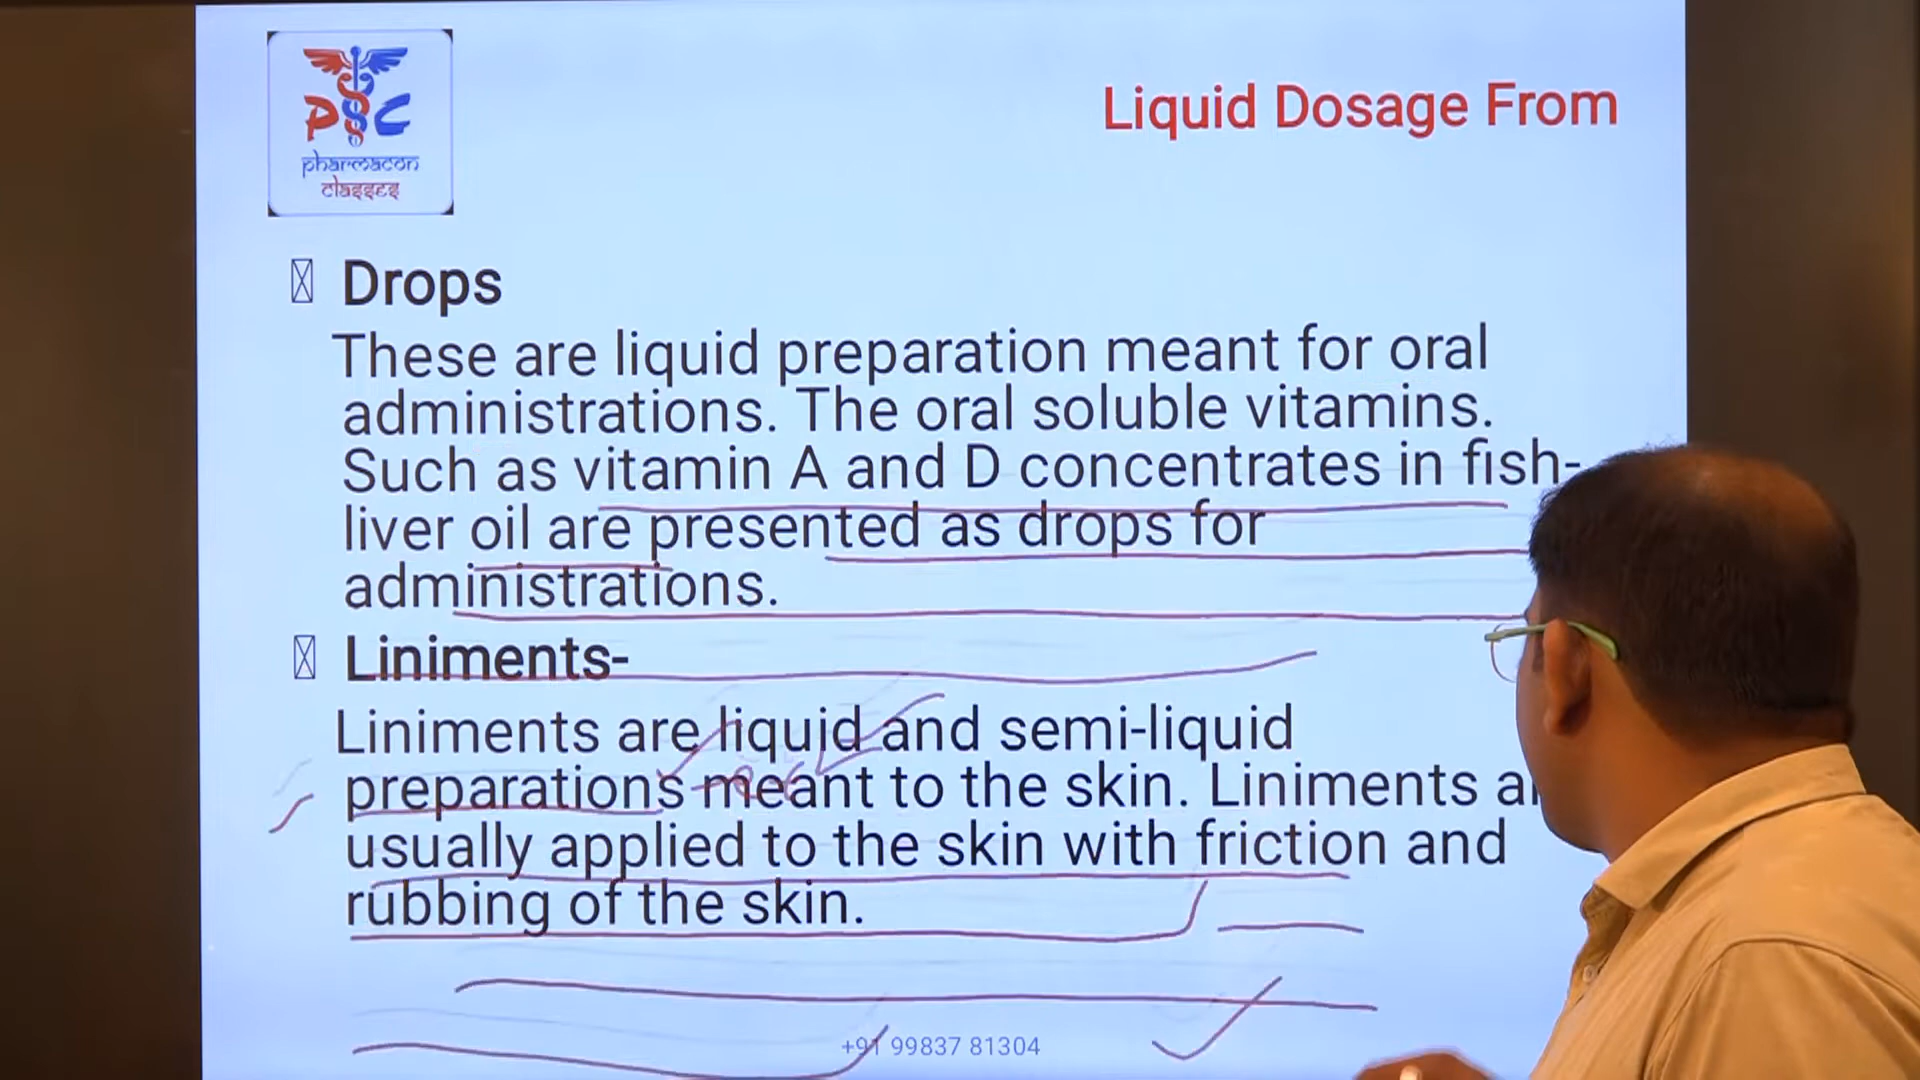 PC
pharmacon
classes
Liquid Dosage From
Drops
These are liquid preparation meant for oral
administrations. The oral soluble vitamins.
Such as vitamin A and D concentrates in fish-
liver oil are presented as drops for
administrations.
Liniments-
Liniments are liquid and semi-liquid
preparations meant to the skin. Liniments
usually applied to the skin with friction and
rubbing of the skin.
+91 99837 81304